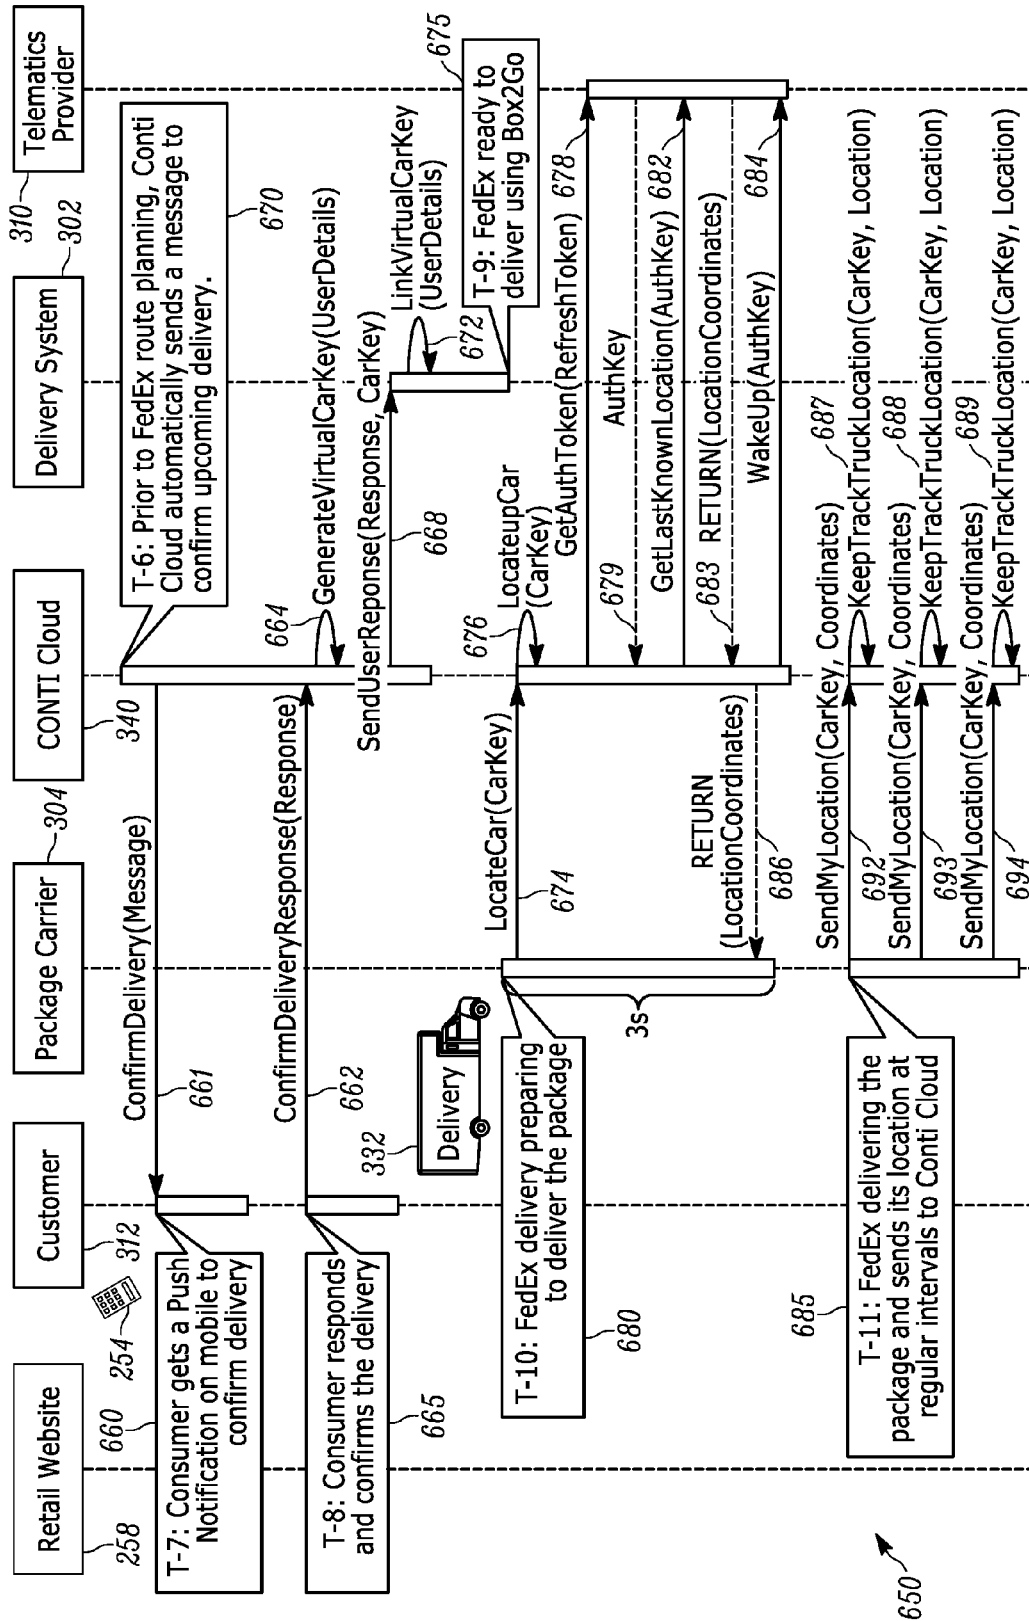 Retail Website
258
Customer
312
254
Package Carrier
304
CONTI Cloud
340
Delivery System
302
Telematics
Provider
310
T-6: Prior to FedEx route planning, Conti
Cloud automatically sends a message to
confirm upcoming delivery.
670
ConfirmDelivery(Message)
661
660
T-7: Consumer gets a Push
Notification on mobile to
confirm delivery
664
GenerateVirtualCarKey(UserDetails)
ConfirmDeliveryResponse(Response)
662
T-8: Consumer responds
and confirms the delivery
665
SendUserReponse(Response, CarKey)
668
LinkVirtualCarKey
(UserDetails)
672
T-9: FedEx ready to
deliver using Box2Go
675
332
Delivery
T-10: FedEx delivery preparing
to deliver the package
680
3s
LocateCar(CarKey)
674
676
LocateupCar
(CarKey)
GetAuthToken(RefreshToken)
678
679
AuthKey
GetLastKnownLocation(AuthKey)
682
683
RETURN(LocationCoordinates)
WakeUp(AuthKey)
684
RETURN
(LocationCoordinates)
686
685
T-11: FedEx delivering the
package and sends its location at
regular intervals to Conti Cloud
SendMyLocation(CarKey, Coordinates)
692
687
KeepTrackTruckLocation(CarKey, Location)
SendMyLocation(CarKey, Coordinates)
693
688
KeepTrackTruckLocation(CarKey, Location)
SendMyLocation(CarKey, Coordinates)
694
689
KeepTrackTruckLocation(CarKey, Location)
650